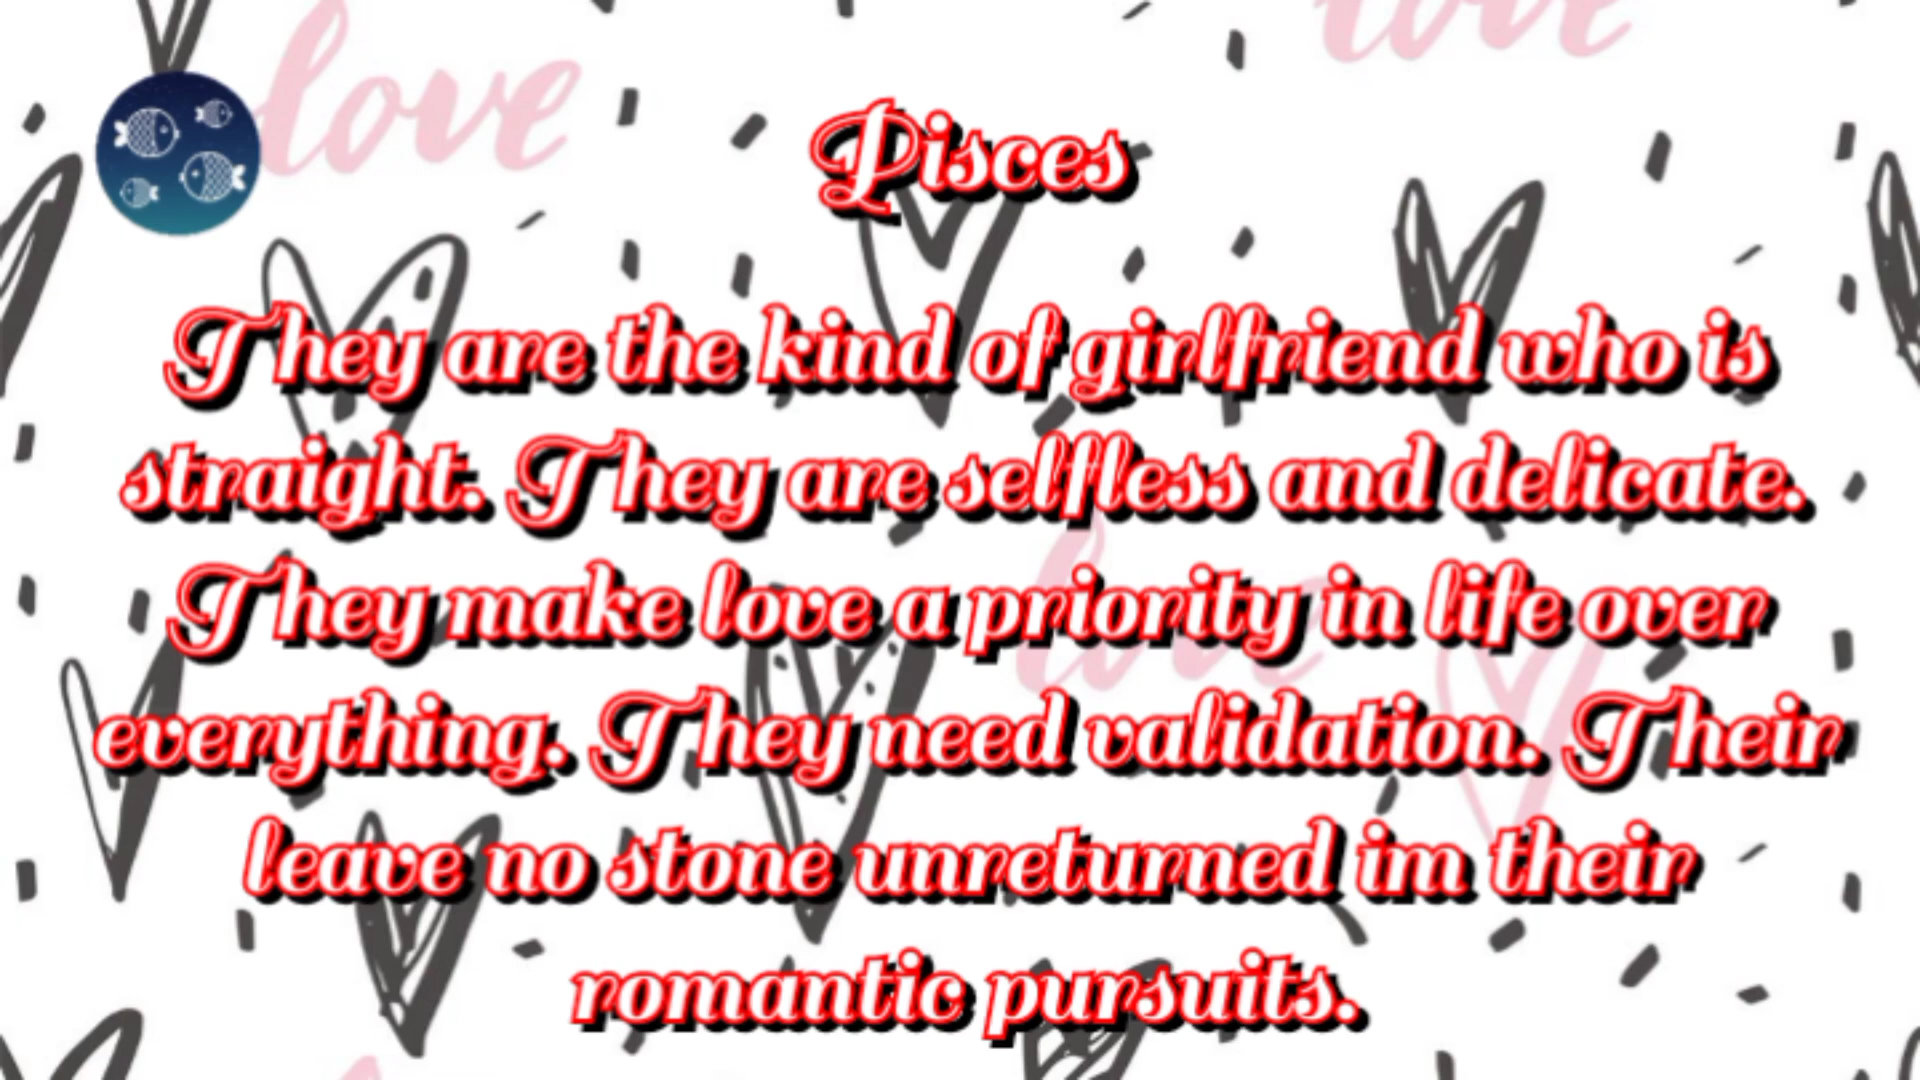 love
love
Pisces
They are the kind of girlfriend who is
straight. They are selfless and delicate.
They make love a priority in life over
everything. They need validation. Their
leave no stone unreturned im their
romantic pursuits.
love